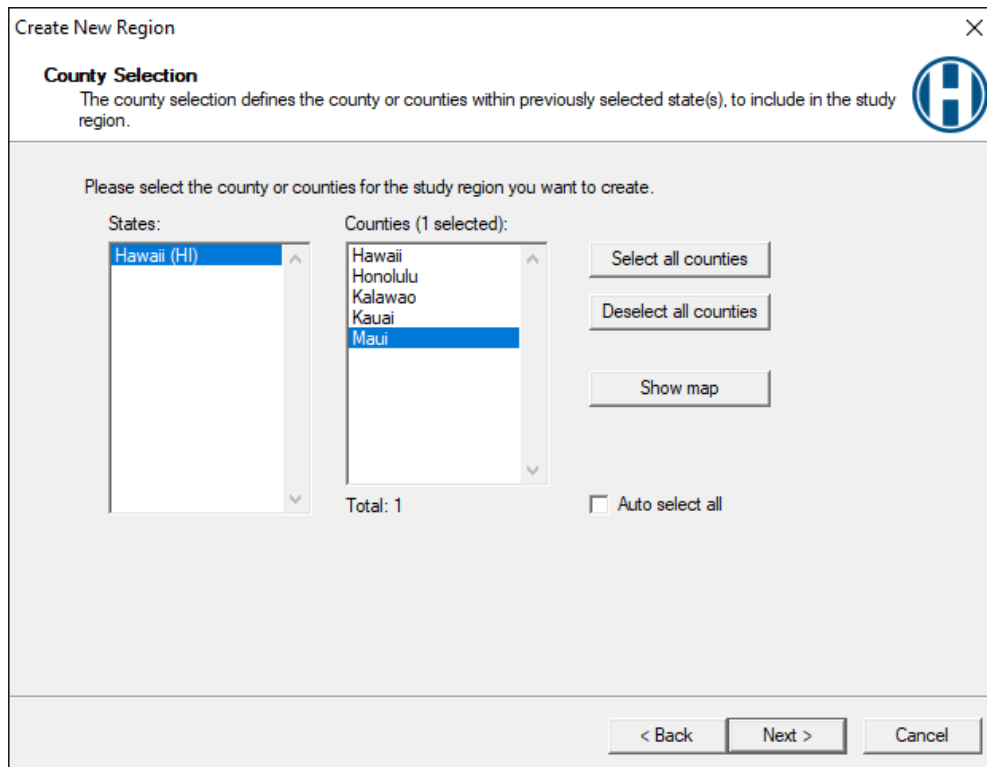 Create New Region
County Selection
The county selection defines the county or counties within previously selected state(s), to include in the study
region.
Please select the county or counties for the study region you want to create.
States:
Counties (1 selected):
Hawaii (HI)
Hawaii
Honolulu
Kalawao
Kauai
Maui
Select all counties
Deselect all counties
Show map
Total: 1
Auto select all
< Back
Next >
Cancel